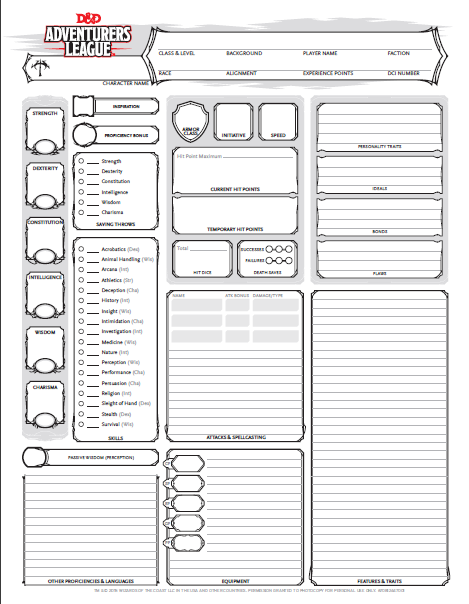 D&D
ADVENTURERS
LEAGUE
CLASS & LEVEL BACKGROUND PLAYER NAME FACTION
RACE ALIGNMENT EXPERIENCE POINTS DCI NUMBER
CHARACTER NAME
STRENGTH
DEXTERITY
CONSTITUTION
INTELLIGENCE
WISDOM
CHARISMA
INSPIRATION
PROFICIENCY BONUS
Strength
Dexterity
Constitution
Intelligence
Wisdom
Charisma
SAVING THROWS
Acrobatics (Dex)
Animal Handling (Wis)
Arcana (Int)
Athletics (Str)
Deception (Cha)
History (Int)
Insight (Wis)
Intimidation (Cha)
Investigation (Int)
Medicine (Wis)
Nature (Int)
Perception (Wis)
Performance (Cha)
Persuasion (Cha)
Religion (Int)
Sleight of Hand (Dex)
Stealth (Dex)
Survival (Wis)
SKILLS
PASSIVE WISDOM (PERCEPTION)
OTHER PROFICIENCIES & LANGUAGES
ARMOR
CLASS
INITIATIVE
SPEED
Hit Point Maximum
CURRENT HIT POINTS
TEMPORARY HIT POINTS
Total
HIT DICE
SUCCESSES
FAILURES
DEATH SAVES
NAME ATK BONUS DAMAGE/TYPE
ATTACKS & SPELLCASTING
EQUIPMENT
PERSONALITY TRAITS
IDEALS
BONDS
FLAWS
FEATURES & TRAITS